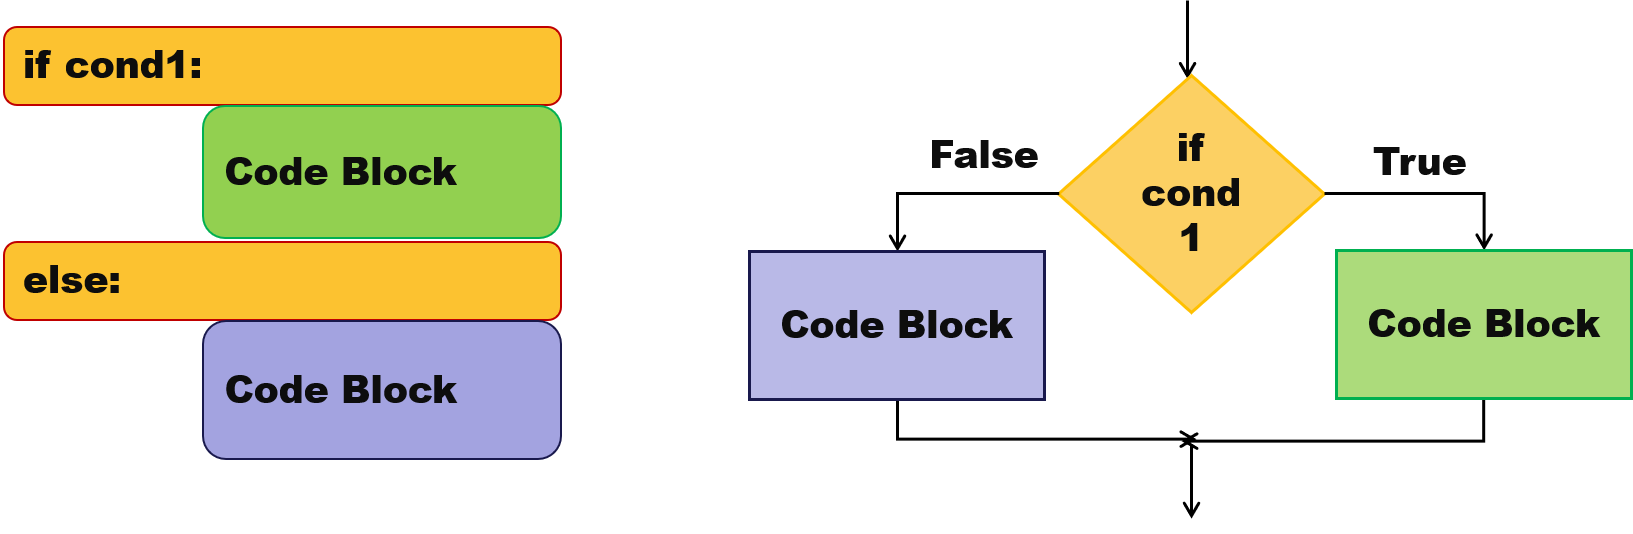 if cond1:
Code Block
else:
Code Block
False
True
if
cond
1
Code Block
Code Block